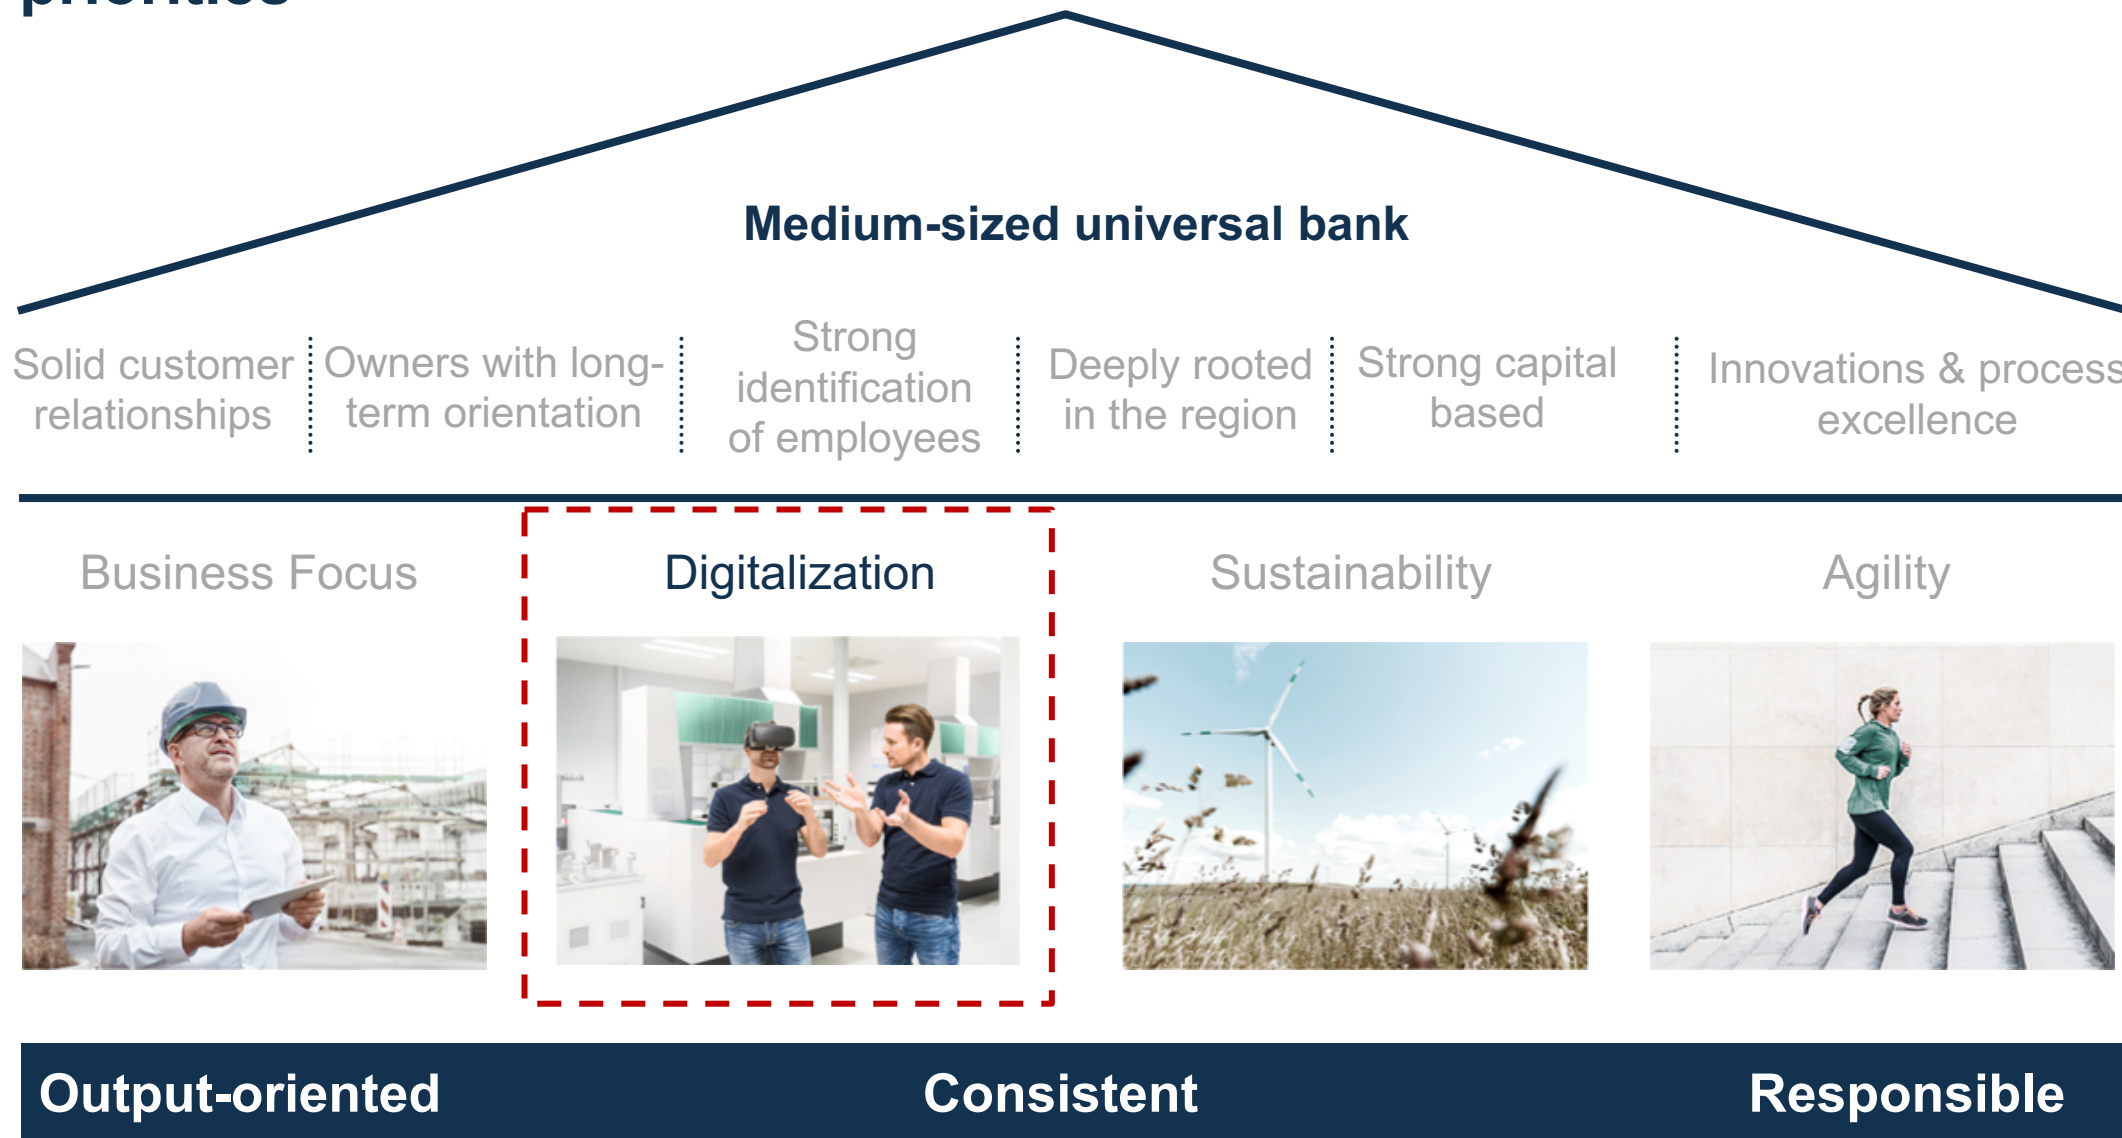 priorities
Medium-sized universal bank
Solid customer
relationships
Owners with long-
term orientation
Strong
identification
of employees
Deeply rooted
in the region
Strong capital
based
Innovations & process
excellence
Business Focus
Digitalization
Sustainability
Agility
Output-oriented
Consistent
Responsible